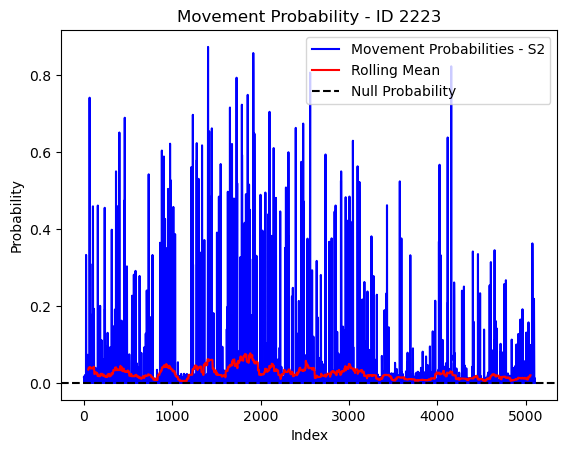 Movement Probability - ID 2223
Movement Probabilities - S2
Rolling Mean
Null Probability
Probability
0.8
0.6
0.4
0.2
0.0
0 1000 2000 3000 4000 5000
Index